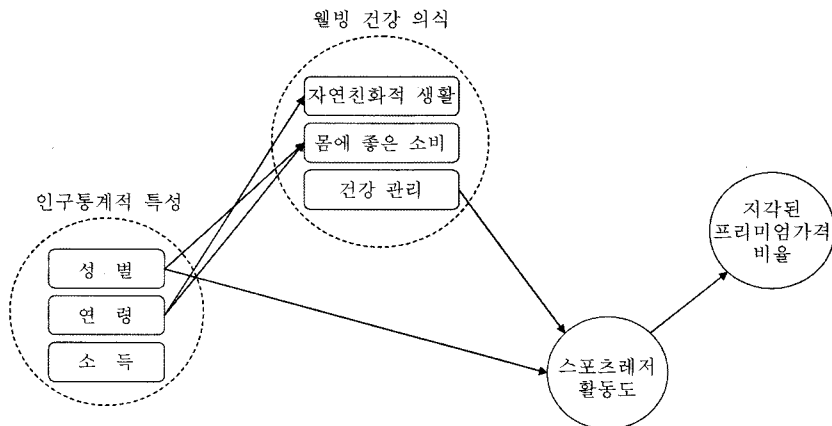 웰빙 건강 의식
자연친화적 생활
몸에 좋은 소비
건강 관리
인구통계적 특성
성 별
연 령
소 득
지각된
프리미엄가격
비율
스포츠레저
활동도